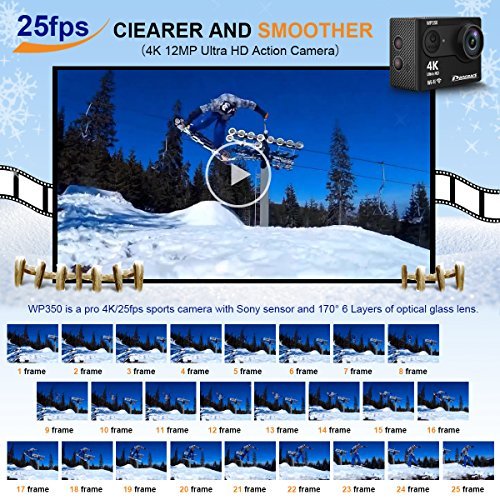 25fps
CIEARER AND SMOOTHER
(4K 12MP Ultra HD Action Camera)
WP350
4K
Ultra HD
Wi-Fi
WP350 is a pro 4K/25fps sports camera with Sony sensor and 170° 6 Layers of optical glass lens.
1 frame 2 frame 3 frame 4 frame 5 frame 6 frame 7 frame 8 frame
9 frame 10 frame 11 frame 12 frame 13 frame 14 frame 15 frame 16 frame
17 frame 18 frame 19 frame 20 frame 21 frame 22 frame 23 frame 24 frame 25 frame